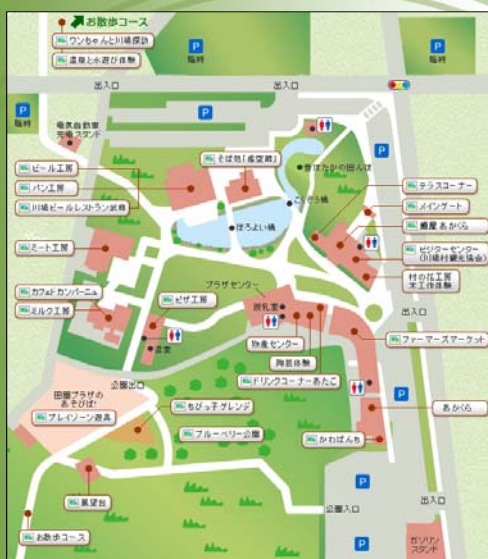 お散歩コース
ワンちゃんと川場探訪
温泉と水遊び体験
P
臨時
P
臨時
出入口
出入口
P
臨時
電気自動車
充電スタンド
P
P
ビール工房
パン工房
川場ビールレストラン武尊
そば処「虚空蔵」
雪ほたかの田んぼ
こくぞう橋
ほろよい橋
テラスコーナー
メインゲート
麺屋 あかくら
ビジターセンター
(川場村観光協会)
村の花工房
木工作体験
ミート工房
カフェドカンパーニュ
ミルク工房
ピザ工房
プラザセンター
授乳室
物産センター
陶芸体験
ドリンクコーナーあたご
出入口
ファーマーズマーケット
温室
公園出口
田園プラザの
あそびば!
プレイゾーン遊具
ちびっ子ゲレンデ
ブルーベリー公園
あかくら
かわばんち
P
P
展望台
お散歩コース
公園入口
P
出入口
ガソリン
スタンド